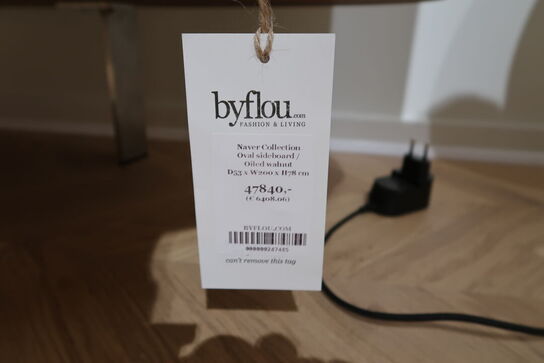 byflou.com
FASHION & LIVING
Naver Collection
Oval sideboard /
Oiled walnut
D53 x W200 x H78 cm
47840,-
(€ 6408.06)
BYFLOU.COM
000000247485
can't remove this tag